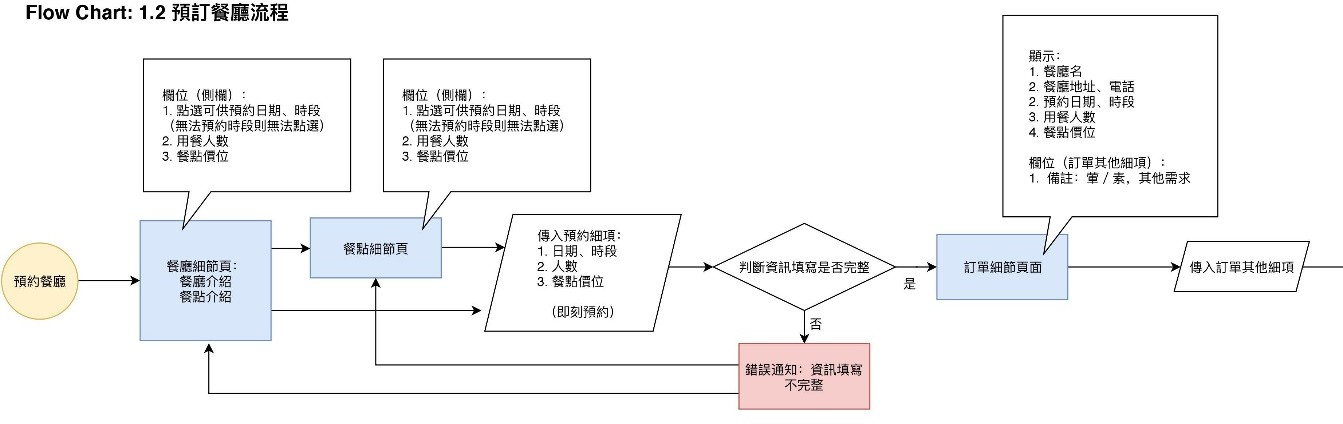 Flow Chart: 1.2 預訂餐廳流程
欄位（側欄）：
1. 點選可供預約日期、時段
（無法預約時段則無法點選）
2. 用餐人數
3. 餐點價位
欄位（側欄）：
1. 點選可供預約日期、時段
（無法預約時段則無法點選）
2. 用餐人數
3. 餐點價位
顯示：
1. 餐廳名
2. 餐廳地址、電話
2. 預約日期、時段
3. 用餐人數
4. 餐點價位
欄位（訂單其他細項）：
1. 備註：葷 / 素，其他需求
預約餐廳
餐廳細節頁：
餐廳介紹
餐點介紹
餐點細節頁
傳入預約細項：
1. 日期、時段
2. 人數
3. 餐點價位
（即刻預約）
判斷資訊填寫是否完整
是
否
錯誤通知：資訊填寫
不完整
訂單細節頁面
傳入訂單其他細項